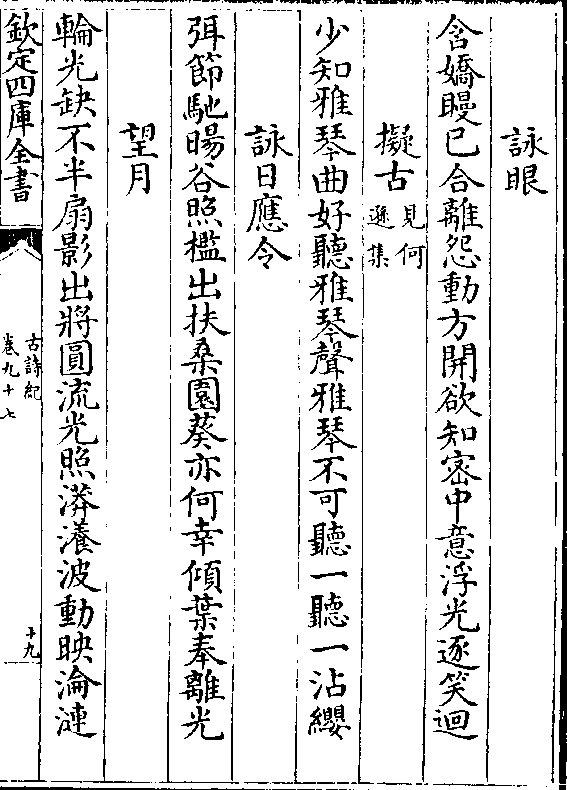 詠眼
含嬌矊已合離怨動方開欲知密中意浮光逐笑迴
擬古見何遜集
少知雅琴曲好聽雅琴聲雅琴不可聽一聽一沾纓
詠日應令
弭節馳暘谷照檻出扶桑園葵亦何幸傾葉奉離光
望月
輪光缺不半扇影出將圓流光照漭瀁波動映淪漣
欽定四庫全書
古詩紀
卷九十七
十九